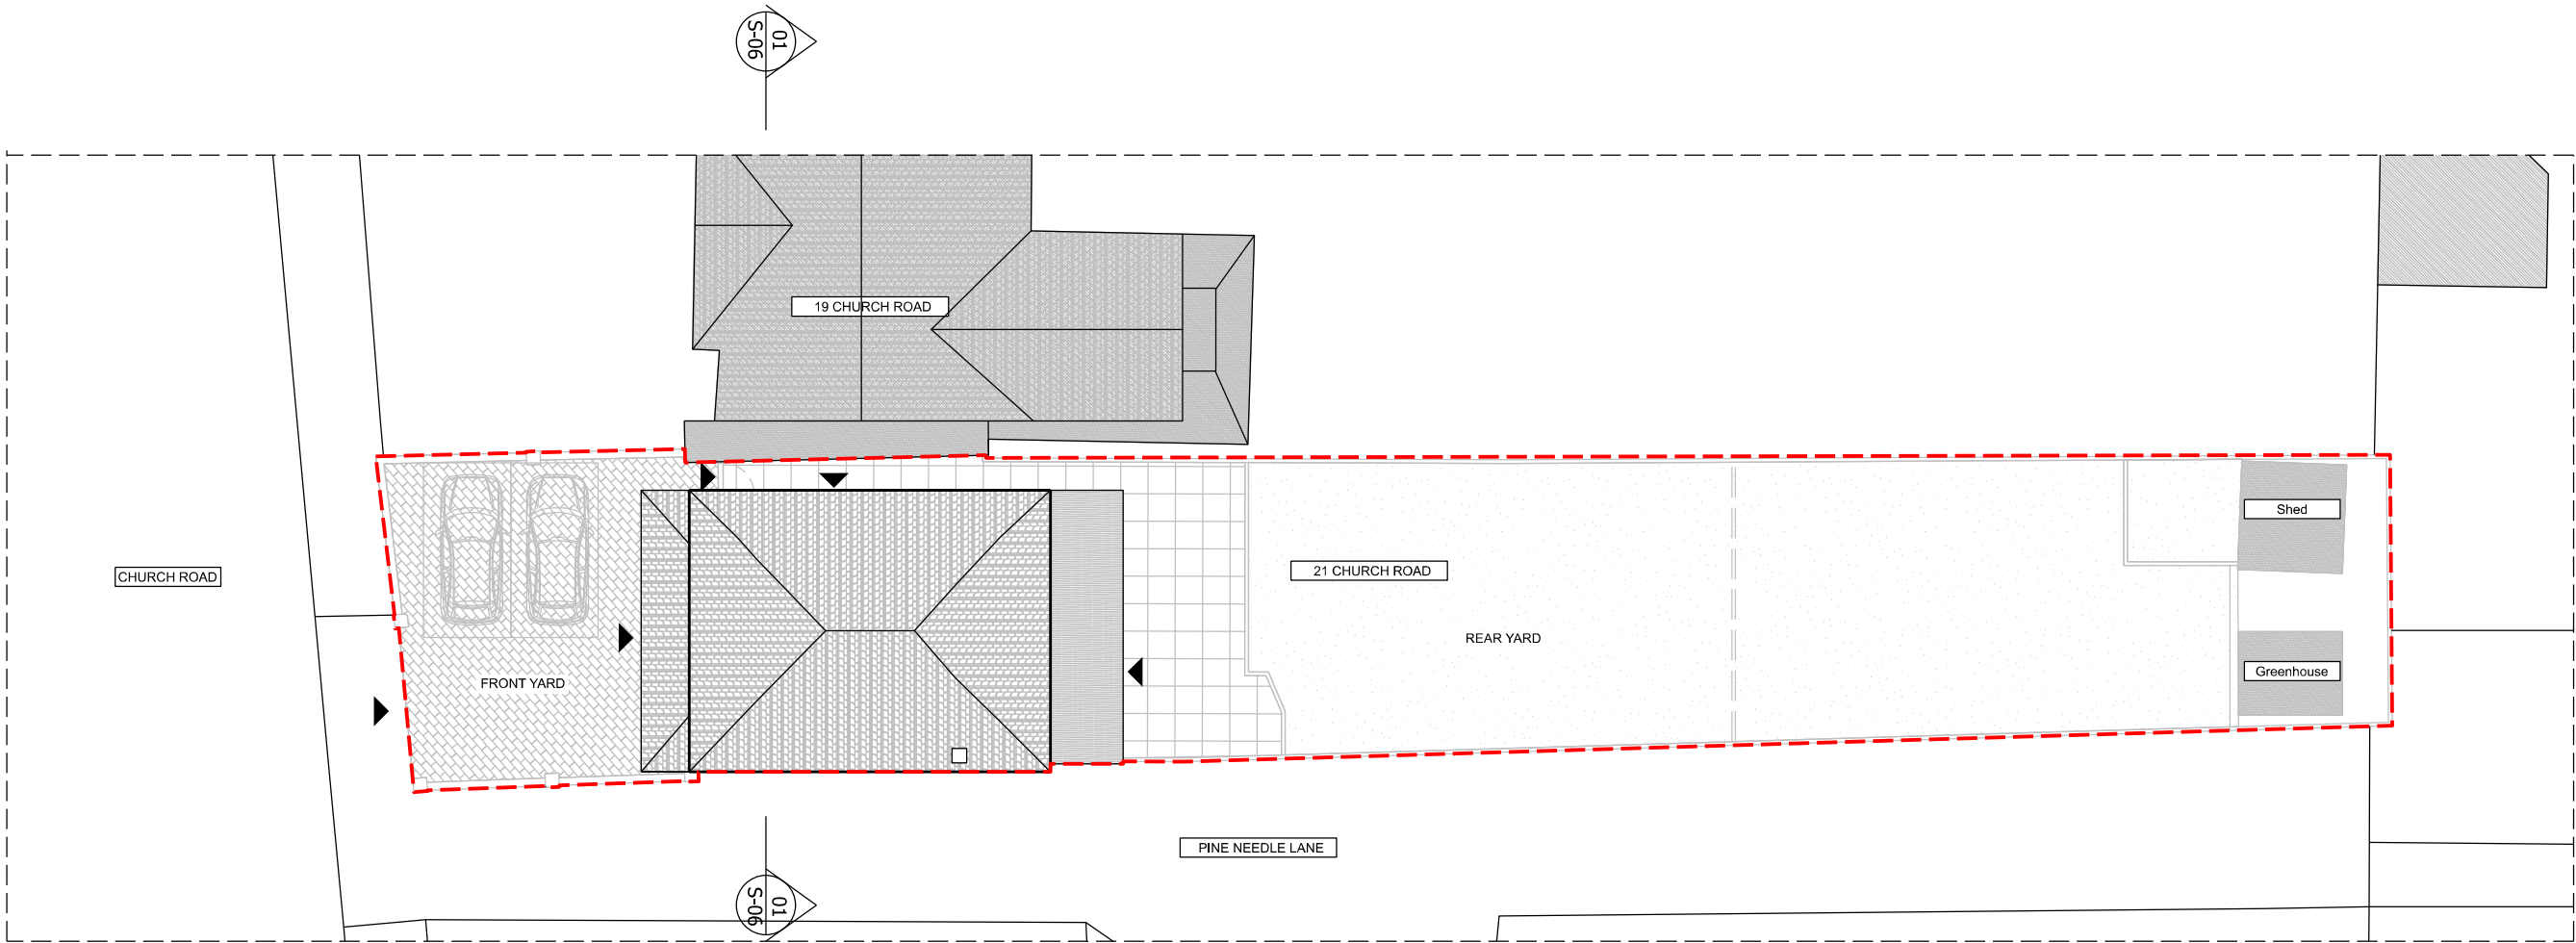 01
S-06
19 CHURCH ROAD
Shed
21 CHURCH ROAD
CHURCH ROAD
REAR YARD
Greenhouse
FRONT YARD
PINE NEEDLE LANE
01
S-06